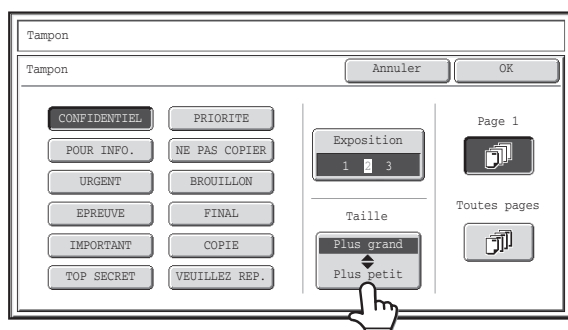 Tampon
Tampon
Annuler
OK
CONFIDENTIEL
PRIORITE
POUR INFO.
NE PAS COPIER
URGENT
BROUILLON
EPREUVE
FINAL
IMPORTANT
COPIE
TOP SECRET
VEUILLEZ REP.
Exposition
1 2 3
Taille
Plus grand
Plus petit
Page 1
Toutes pages